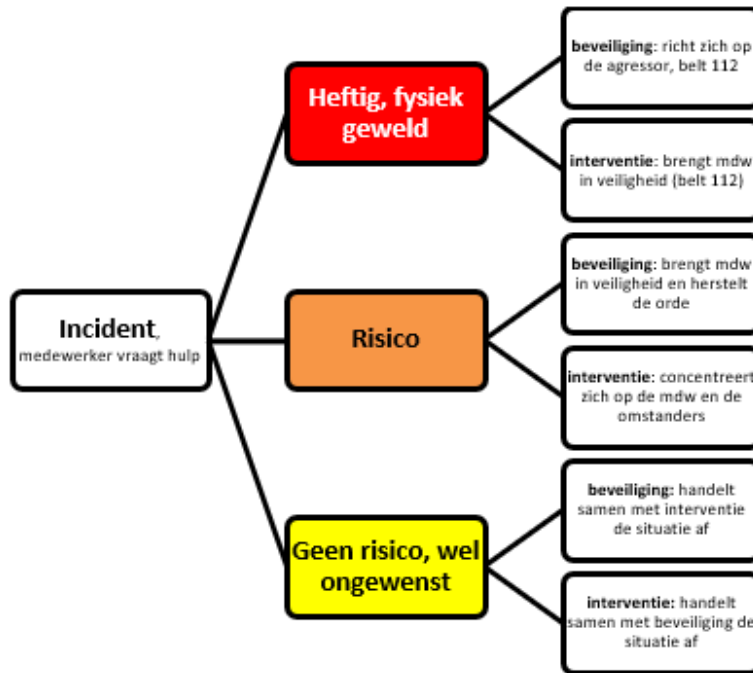 Incident,
medewerker vraagt hulp
Heftig, fysiek
geweld
beveiliging: richt zich op
de agressor, belt 112
interventie: brengt mdw
in veiligheid (belt 112)
Risico
beveiliging: brengt mdw
in veiligheid en herstelt
de orde
interventie: concentreert
zich op de mdw en de
omstanders
Geen risico, wel
ongewenst
beveiliging: handelt
samen met interventie
de situatie af
interventie: handelt
samen met beveiliging de
situatie af